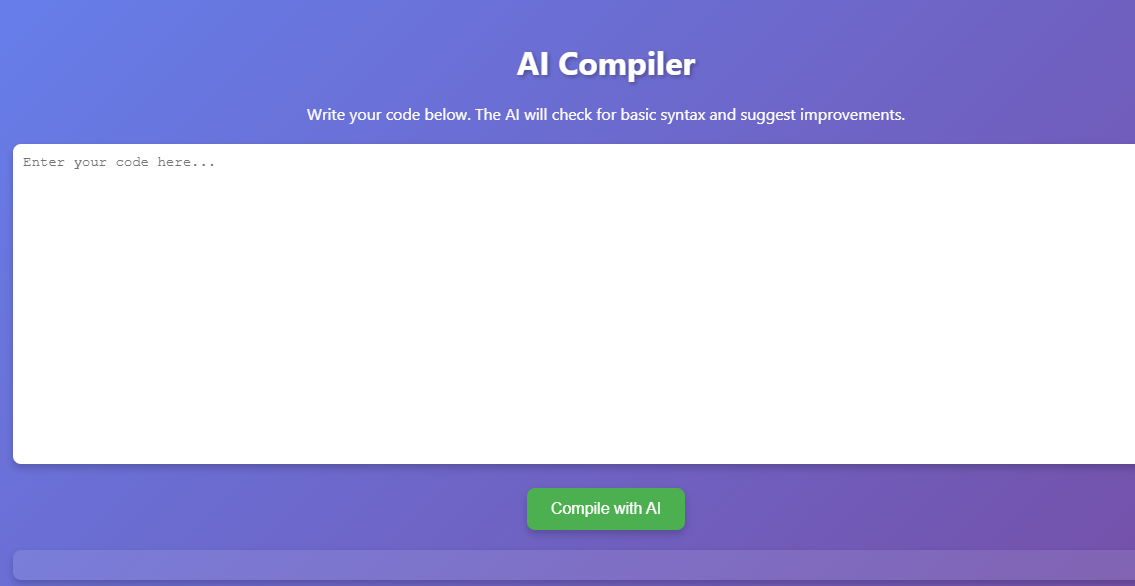 AI Compiler
Write your code below. The AI will check for basic syntax and suggest improvements.
Enter your code here...
Compile with AI